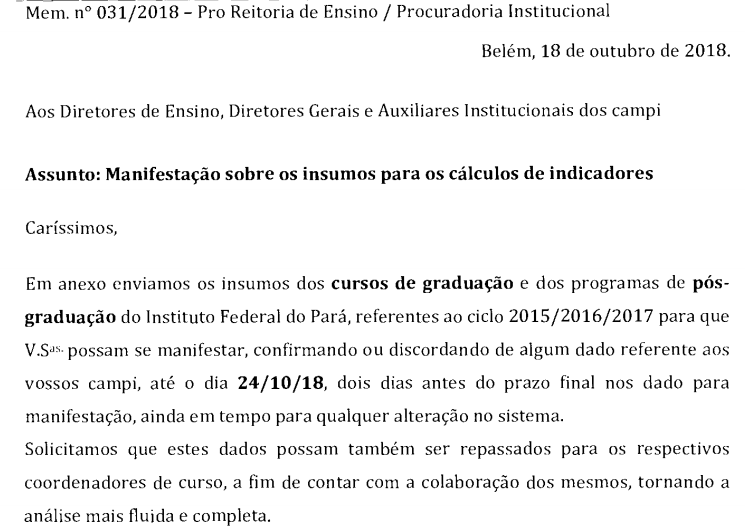 Mem. n° 031/2018 – Pro Reitoria de Ensino / Procuradoria Institucional
Belém, 18 de outubro de 2018.
Aos Diretores de Ensino, Diretores Gerais e Auxiliares Institucionais dos campi
Assunto: Manifestação sobre os insumos para os cálculos de indicadores
Caríssimos,
Em anexo enviamos os insumos dos cursos de graduação e dos programas de pós-
graduação do Instituto Federal do Pará, referentes ao ciclo 2015/2016/2017 para que
V.Sᵃˢ· possam se manifestar, confirmando ou discordando de algum dado referente aos
vossos campi, até o dia 24/10/18, dois dias antes do prazo final nos dado para
manifestação, ainda em tempo para qualquer alteração no sistema.
Solicitamos que estes dados possam também ser repassados para os respectivos
coordenadores de curso, a fim de contar com a colaboração dos mesmos, tornando a
análise mais fluida e completa.